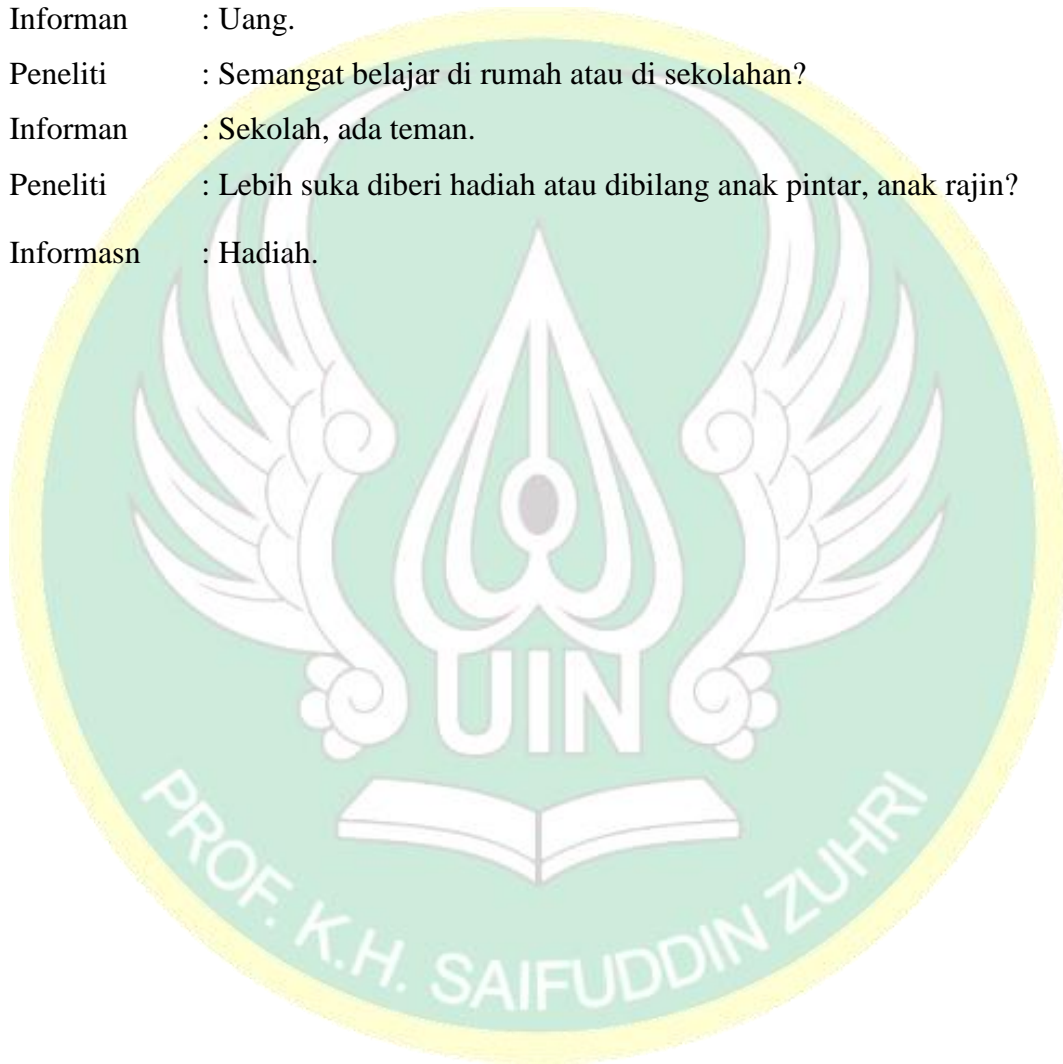 Informan : Uang.
Peneliti : Semangat belajar di rumah atau di sekolahan?
Informan : Sekolah, ada teman.
Peneliti : Lebih suka diberi hadiah atau dibilang anak pintar, anak rajin?
Informasn : Hadiah.
UIN
PROF. K.H. SAIFUDDIN ZUHRI